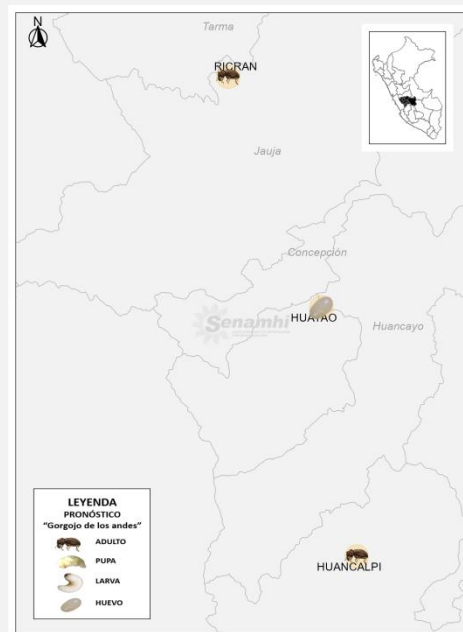 N
Tarma
RICRAN
Jauja
Concepción
Senamhi
HUAYAO
Huancayo
LEYENDA
PRONÓSTICO
"Gorgojo de los andes"
ADULTO
PUPA
LARVA
HUEVO
HUANCALPI